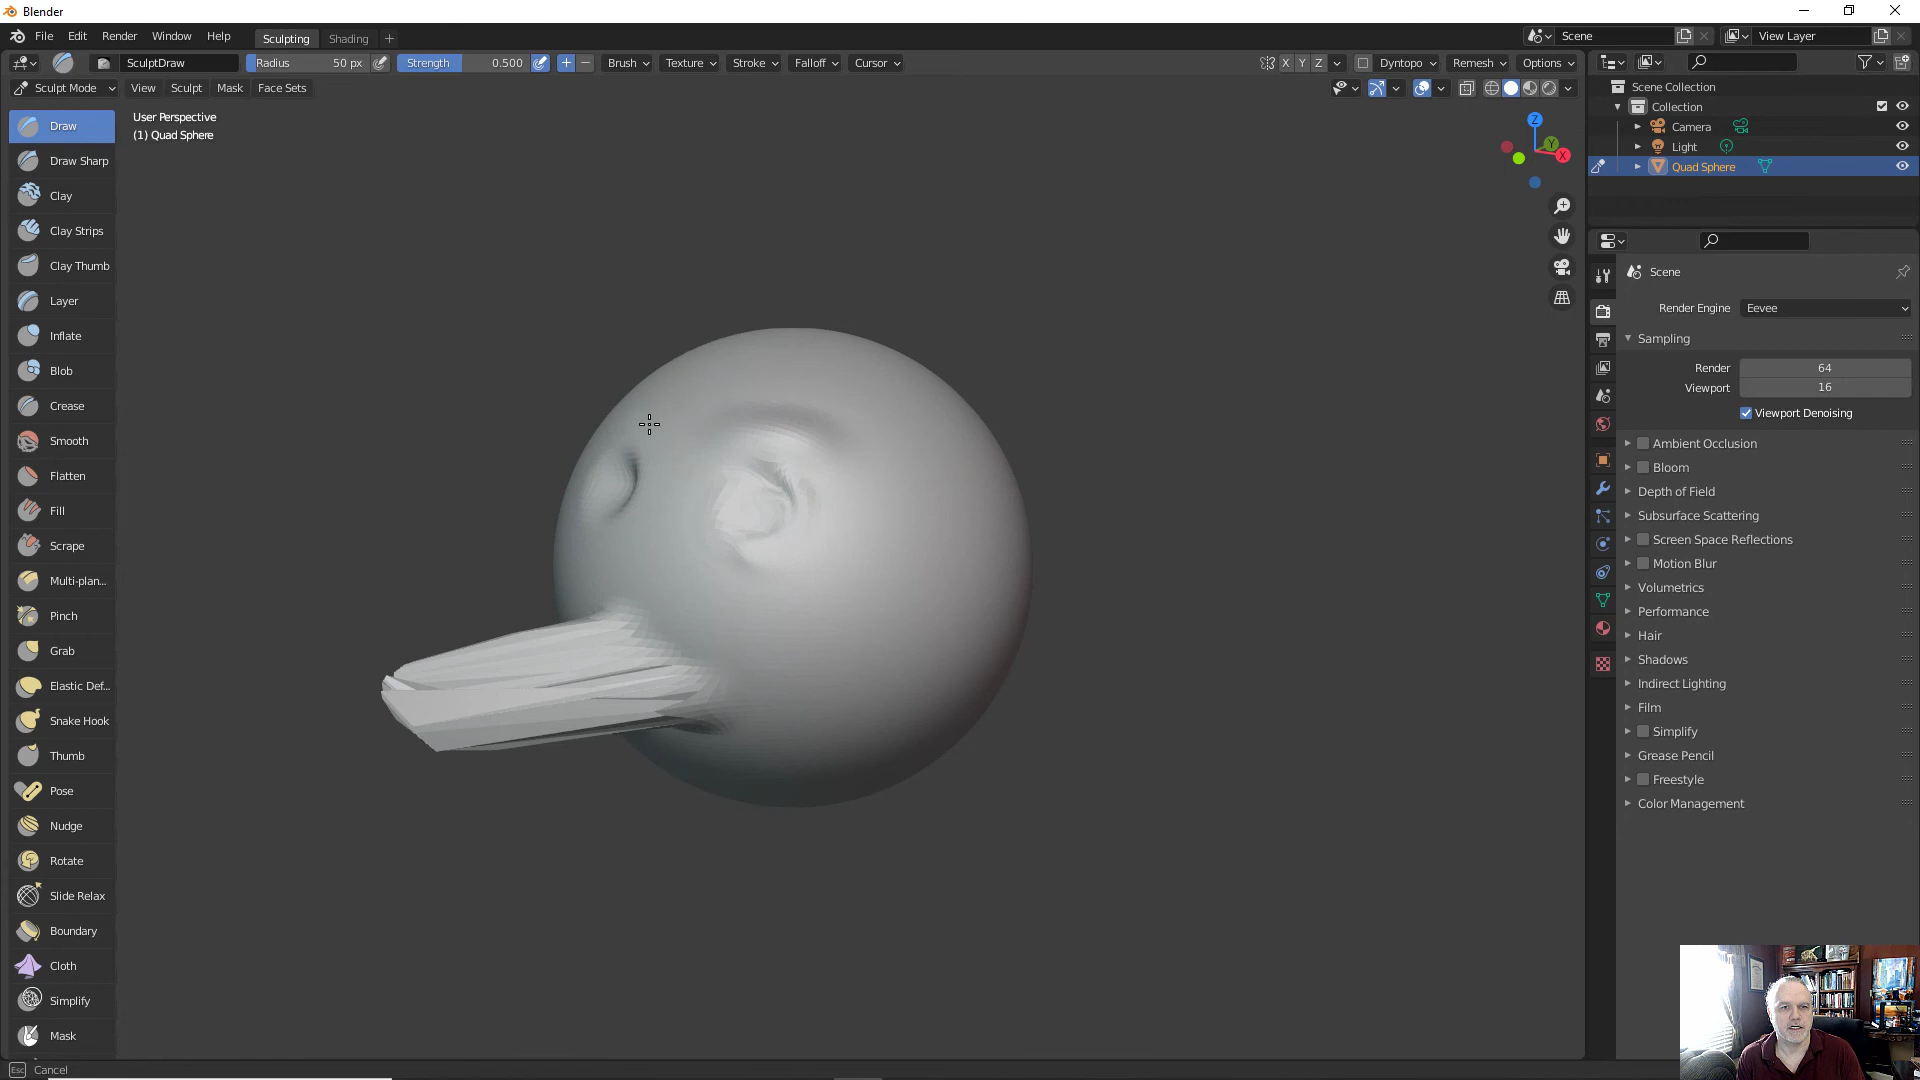 Blender
File Edit Render Window Help Sculpting Shading + Scene View Layer
SculptDraw Radius 50 px Strength 0.500 Brush Texture Stroke Falloff Cursor X Y Z Dyntopo Remesh Options
Sculpt Mode View Sculpt Mask Face Sets
User Perspective
(1) Quad Sphere
Z
Y
X
Draw
Draw Sharp
Clay
Clay Strips
Clay Thumb
Layer
Inflate
Blob
Crease
Smooth
Flatten
Fill
Scrape
Multi-plan...
Pinch
Grab
Elastic Def...
Snake Hook
Thumb
Pose
Nudge
Rotate
Slide Relax
Boundary
Cloth
Simplify
Mask
Esc Cancel
Scene Collection
Collection
Camera
Light
Quad Sphere
Scene
Render Engine Eevee
Sampling
Render 64
Viewport 16
Viewport Denoising
Ambient Occlusion
Bloom
Depth of Field
Subsurface Scattering
Screen Space Reflections
Motion Blur
Volumetrics
Performance
Hair
Shadows
Indirect Lighting
Film
Simplify
Grease Pencil
Freestyle
Color Management